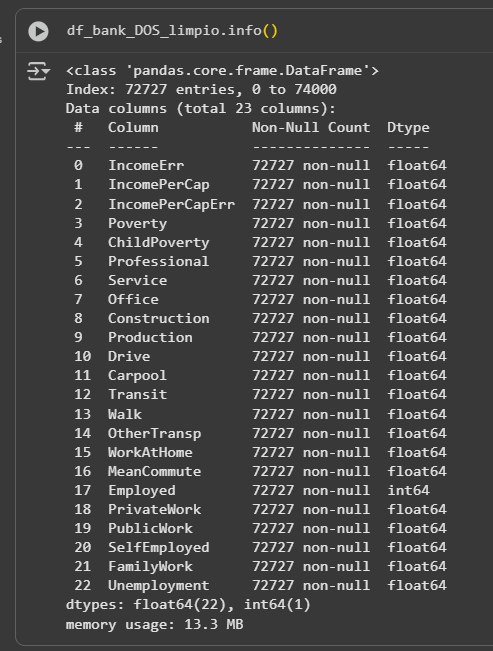 df_bank_DOS_limpio.info()
<class 'pandas.core.frame.DataFrame'>
Index: 72727 entries, 0 to 74000
Data columns (total 23 columns):
 #   Column          Non-Null Count  Dtype
---  ------          --------------  -----
 0   IncomeErr       72727 non-null  float64
 1   IncomePerCap    72727 non-null  float64
 2   IncomePerCapErr 72727 non-null  float64
 3   Poverty         72727 non-null  float64
 4   ChildPoverty    72727 non-null  float64
 5   Professional    72727 non-null  float64
 6   Service         72727 non-null  float64
 7   Office          72727 non-null  float64
 8   Construction    72727 non-null  float64
 9   Production      72727 non-null  float64
 10  Drive           72727 non-null  float64
 11  Carpool         72727 non-null  float64
 12  Transit         72727 non-null  float64
 13  Walk            72727 non-null  float64
 14  OtherTransp     72727 non-null  float64
 15  WorkAtHome      72727 non-null  float64
 16  MeanCommute     72727 non-null  float64
 17  Employed        72727 non-null  int64
 18  PrivateWork     72727 non-null  float64
 19  PublicWork      72727 non-null  float64
 20  SelfEmployed    72727 non-null  float64
 21  FamilyWork      72727 non-null  float64
 22  Unemployment    72727 non-null  float64
dtypes: float64(22), int64(1)
memory usage: 13.3 MB